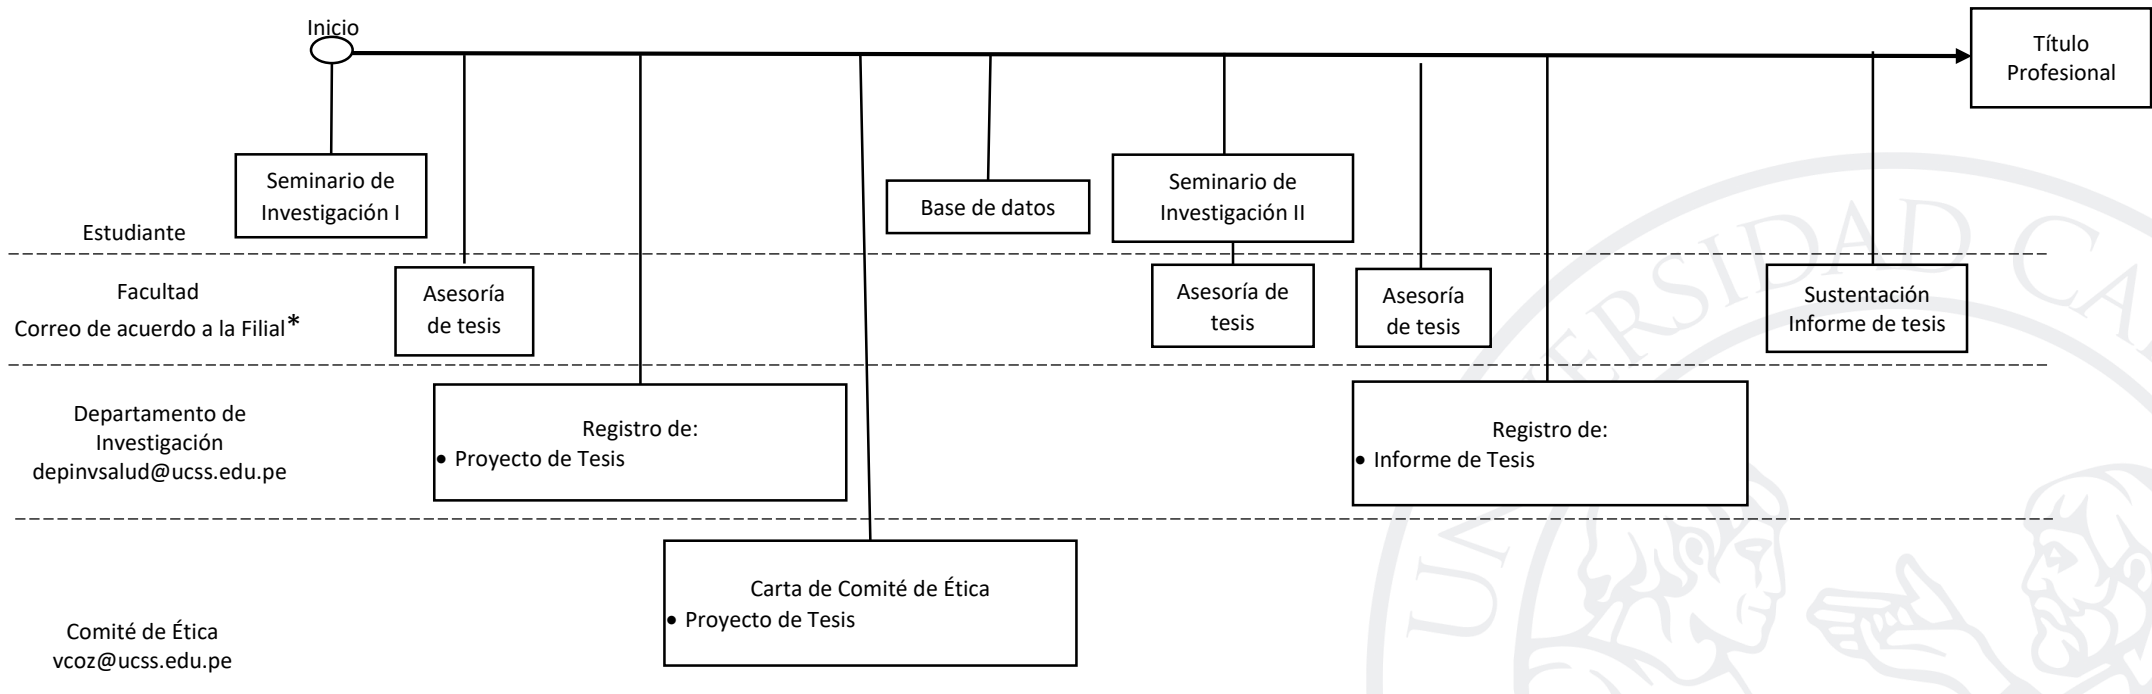 Inicio
Título
Profesional
Seminario de
Investigación I
Base de datos
Seminario de
Investigación II
Estudiante
Facultad
Correo de acuerdo a la Filial*
Asesoría
de tesis
Asesoría de
tesis
Asesoría
de tesis
Sustentación
Informe de tesis
Departamento de
Investigación
depinvsalud@ucss.edu.pe
Registro de:
• Proyecto de Tesis
Registro de:
• Informe de Tesis
Carta de Comité de Ética
• Proyecto de Tesis
Comité de Ética
vcoz@ucss.edu.pe